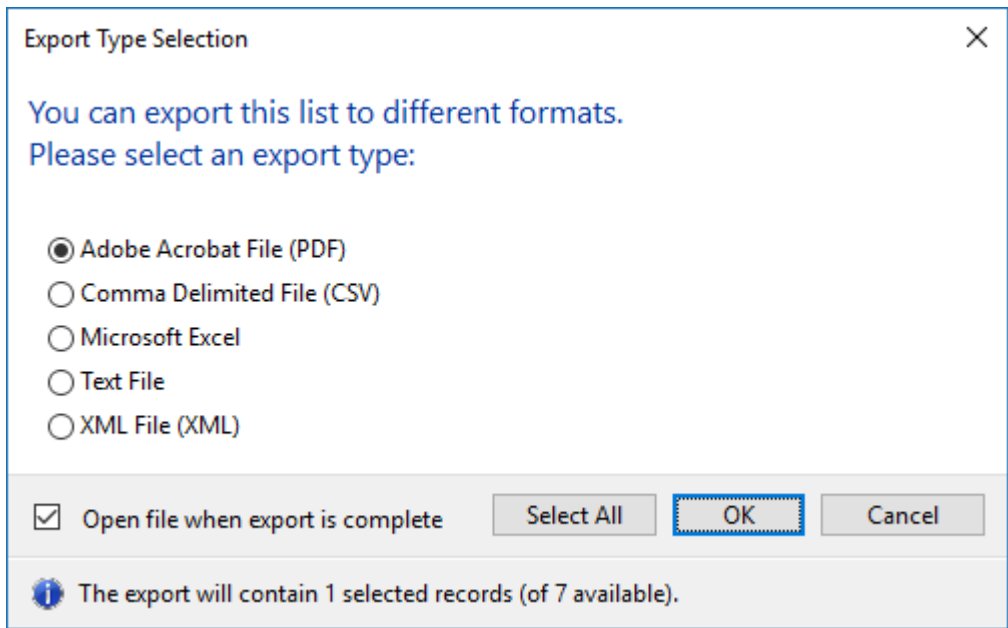 Export Type Selection
You can export this list to different formats.
Please select an export type:
Adobe Acrobat File (PDF)
Comma Delimited File (CSV)
Microsoft Excel
Text File
XML File (XML)
Open file when export is complete
Select All
OK
Cancel
The export will contain 1 selected records (of 7 available).